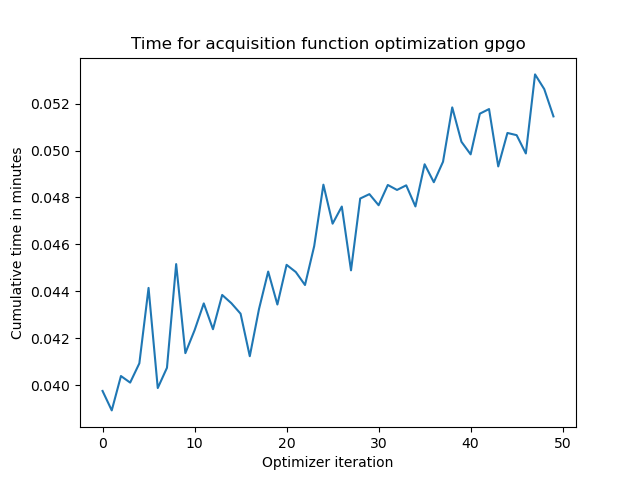 Time for acquisition function optimization gpgo
Cumulative time in minutes
0.052
0.050
0.048
0.046
0.044
0.042
0.040
0 10 20 30 40 50
Optimizer iteration